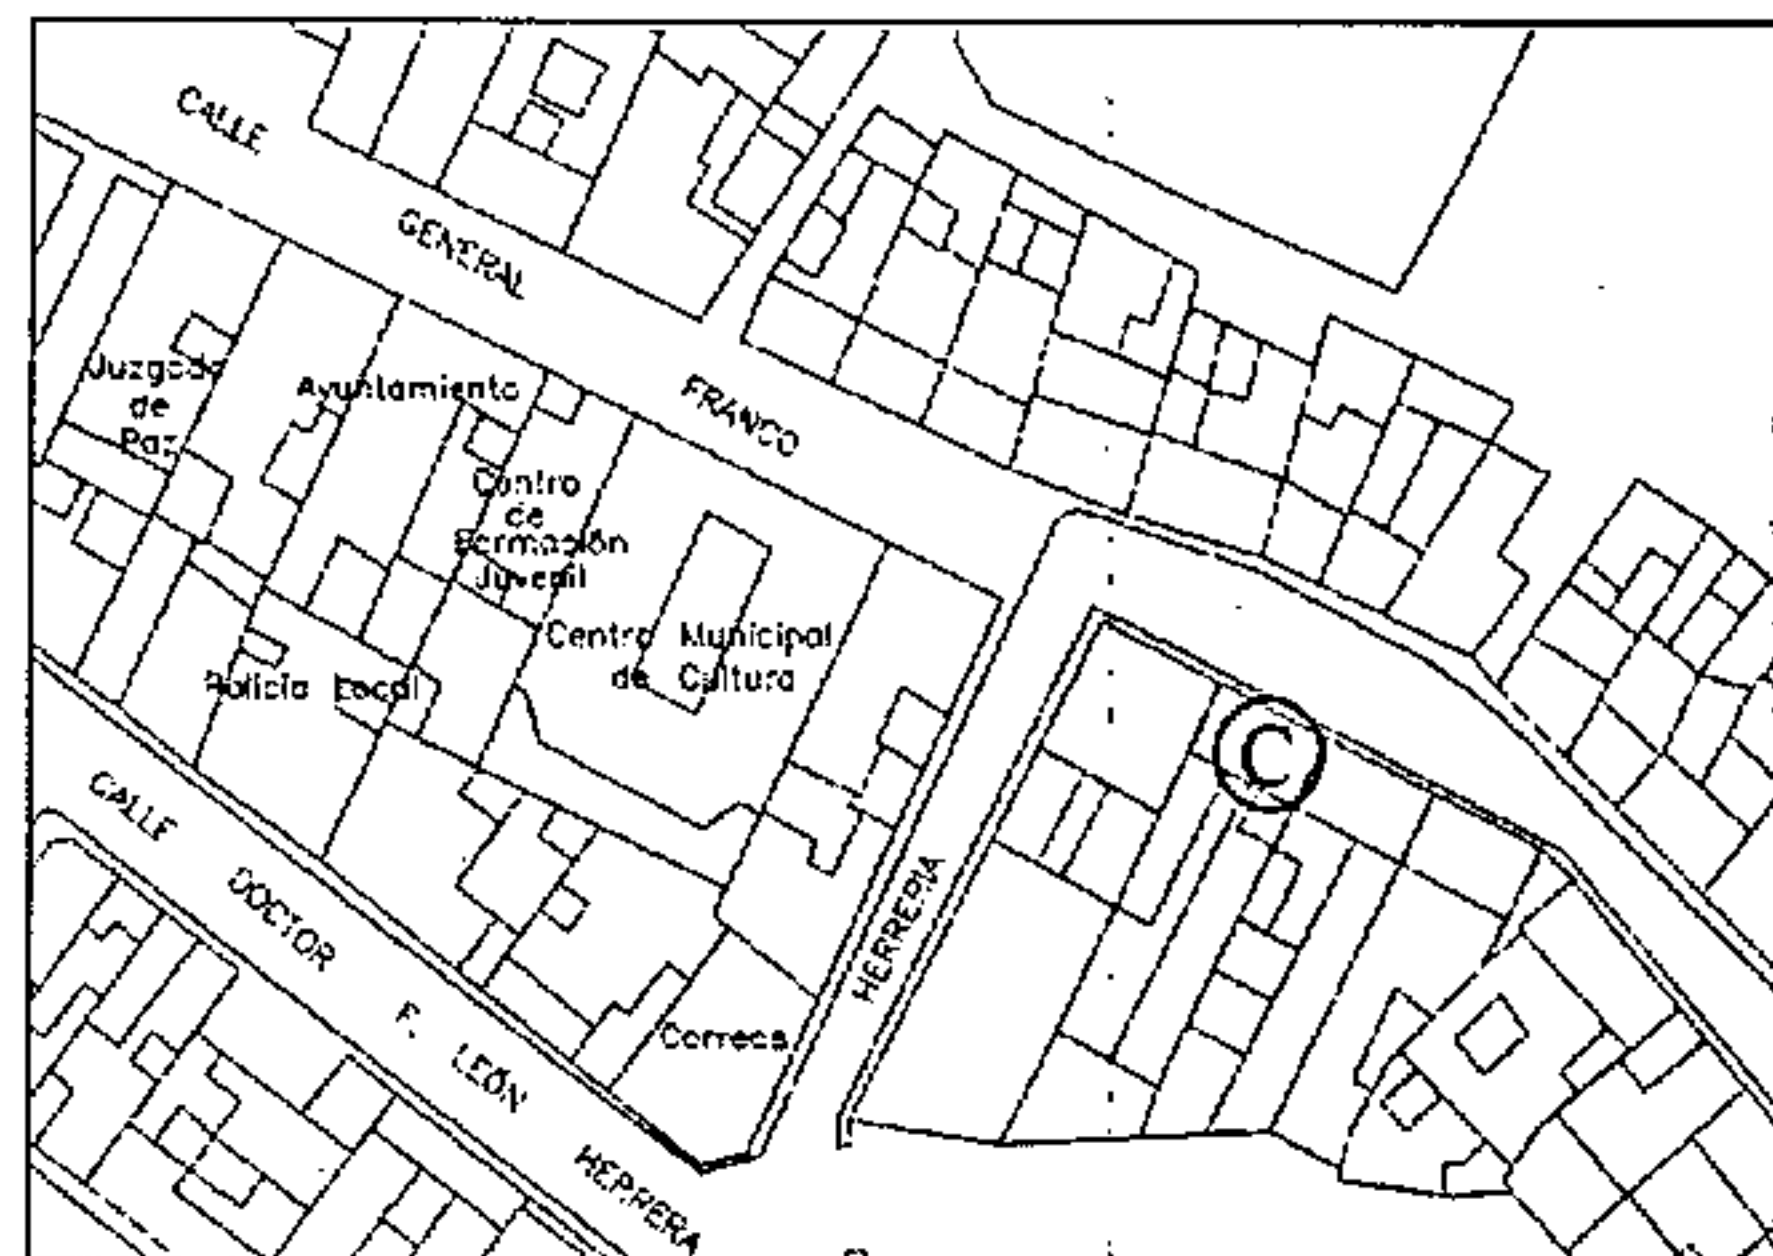 CALLE
GENERAL
FRANCO
Juzgado
de
Paz
Ayuntamiento
Centro
de
Formación
Juvenil
Centro Municipal
de Cultura
Policia Local
C
CALLE
DOCTOR
F. LEÓN
HERRERA
HERRERIA
Correos